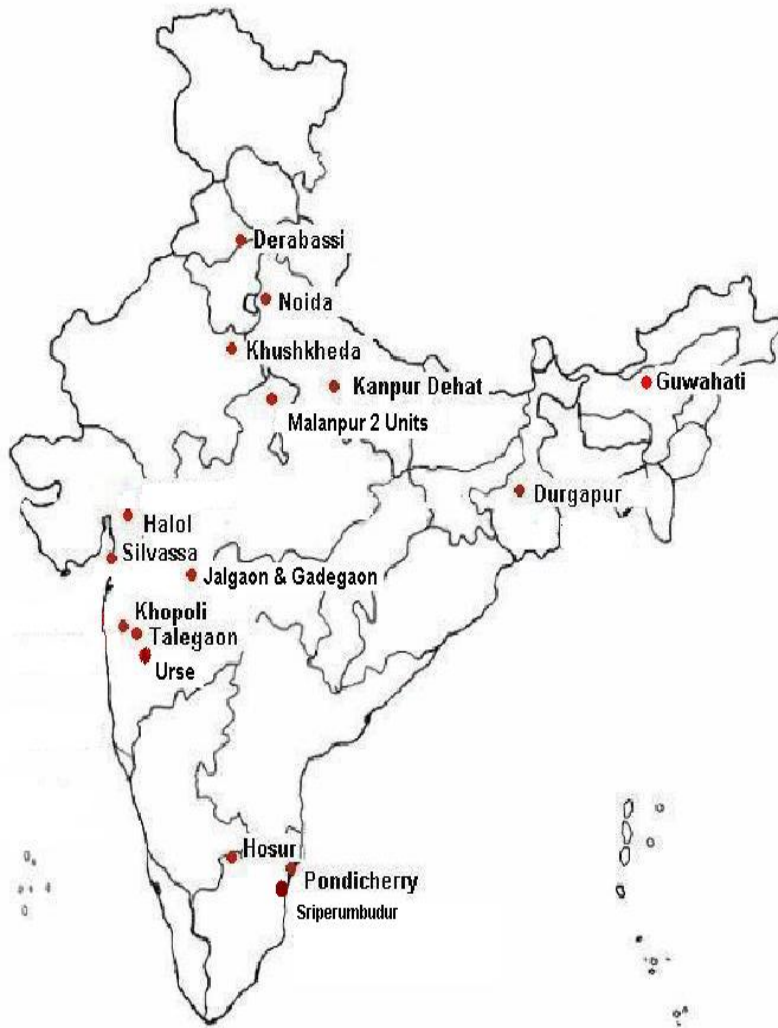 Derabassi
Noida
Khushkheda
Kanpur Dehat
Guwahati
Malanpur 2 Units
Durgapur
Halol
Silvassa
Jalgaon & Gadegaon
Khopoli
Talegaon
Urse
Hosur
Pondicherry
Sriperumbudur